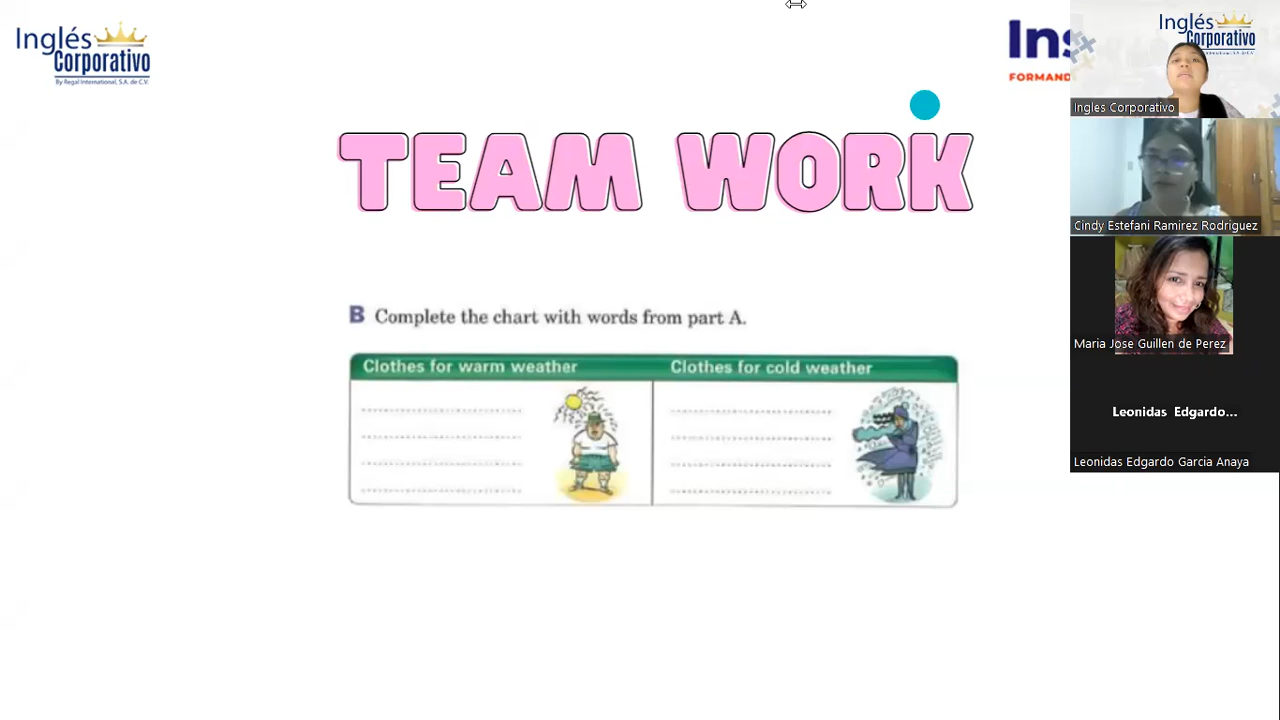 Inglés
Corporativo
By Regal International, S.A. de C.V.
Ins
FORMAND
TEAM WORK
B Complete the chart with words from part A.
Clothes for warm weather
Clothes for cold weather
Inglés
Corporativo
Ingles Corporativo
Cindy Estefani Ramirez Rodriguez
Maria Jose Guillen de Perez
Leonidas Edgardo...
Leonidas Edgardo Garcia Anaya